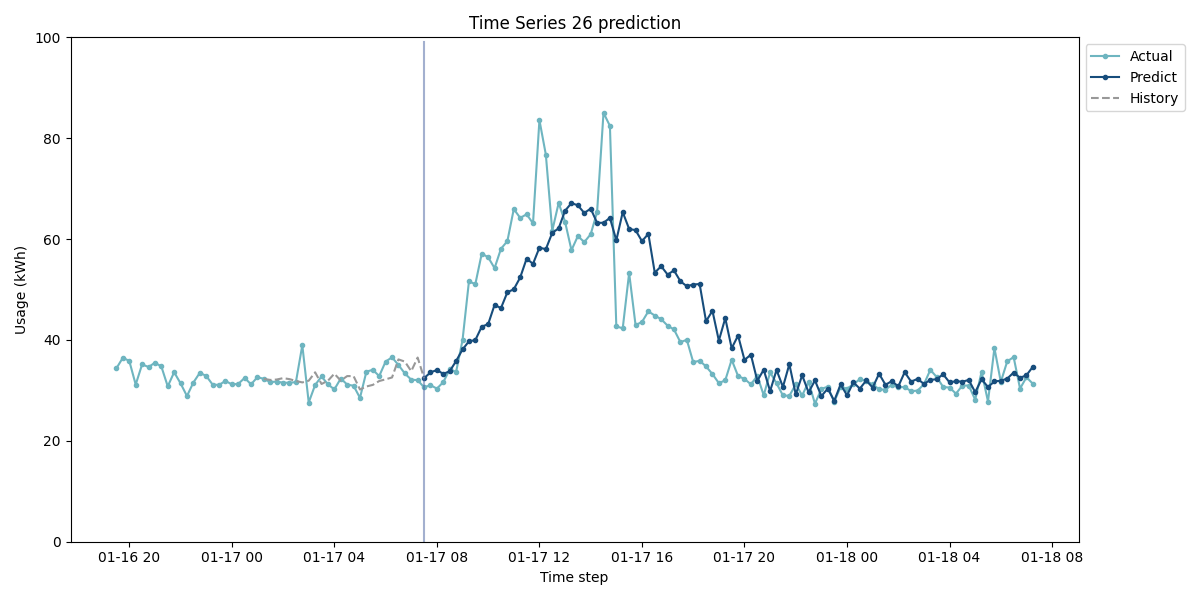 Time Series 26 prediction
100
80
60
40
20
0
Usage (kWh)
01-16 20
01-17 00
01-17 04
01-17 08
01-17 12
01-17 16
01-17 20
01-18 00
01-18 04
01-18 08
Time step
Actual
Predict
History